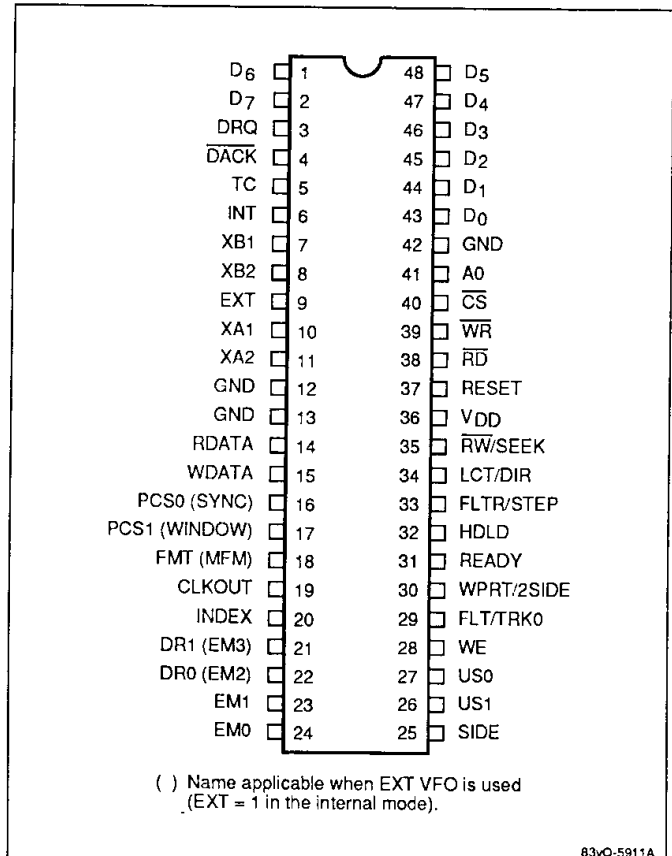 D6 1 48 D5
D7 2 47 D4
DRQ 3 46 D3
DACK 4 45 D2
TC 5 44 D1
INT 6 43 D0
XB1 7 42 GND
XB2 8 41 A0
EXT 9 40 CS
XA1 10 39 WR
XA2 11 38 RD
GND 12 37 RESET
GND 13 36 VDD
RDATA 14 35 RW/SEEK
WDATA 15 34 LCT/DIR
PCS0 (SYNC) 16 33 FLTR/STEP
PCS1 (WINDOW) 17 32 HDLD
FMT (MFM) 18 31 READY
CLKOUT 19 30 WPRT/2SIDE
INDEX 20 29 FLT/TRK0
DR1 (EM3) 21 28 WE
DR0 (EM2) 22 27 US0
EM1 23 26 US1
EM0 24 25 SIDE
( ) Name applicable when EXT VFO is used
(EXT = 1 in the internal mode).
83vQ-5911A